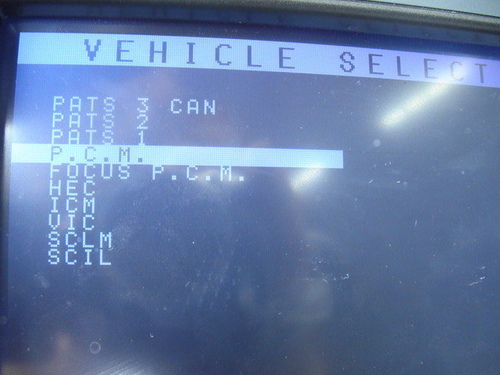 VEHICLE SELECT
PATS 3 CAN
PATS 2
PATS 1
P.C.M.
FOCUS P.C.M.
HEC
ICM
VIC
SCLM
SCIL